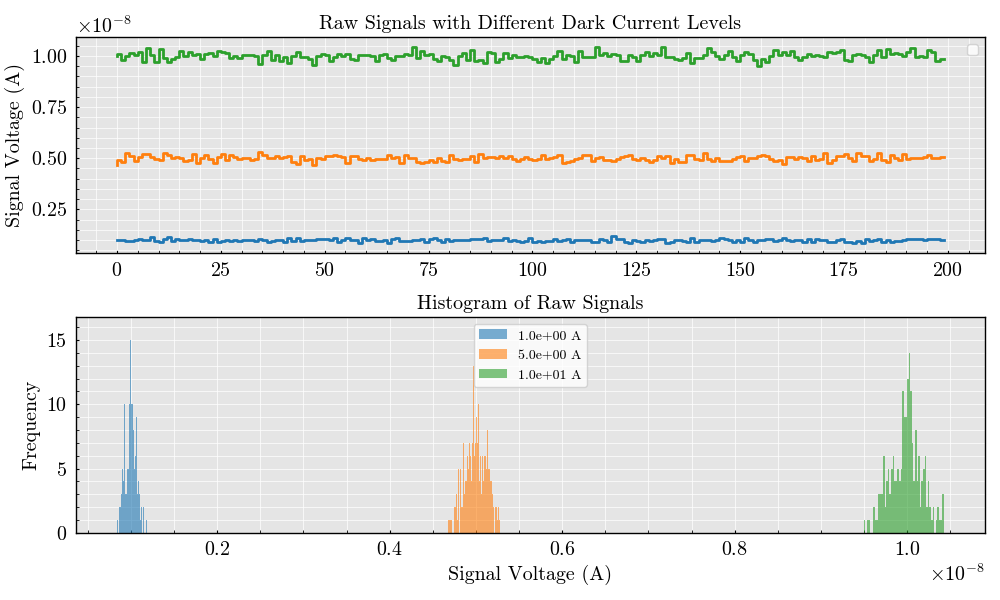 Raw Signals with Different Dark Current Levels
×10⁻⁸
Signal Voltage (A)
1.00
0.75
0.50
0.25
0 25 50 75 100 125 150 175 200
Histogram of Raw Signals
1.0e+00 A
5.0e+00 A
1.0e+01 A
Frequency
15
10
5
0
0.2 0.4 0.6 0.8 1.0
Signal Voltage (A)
×10⁻⁸